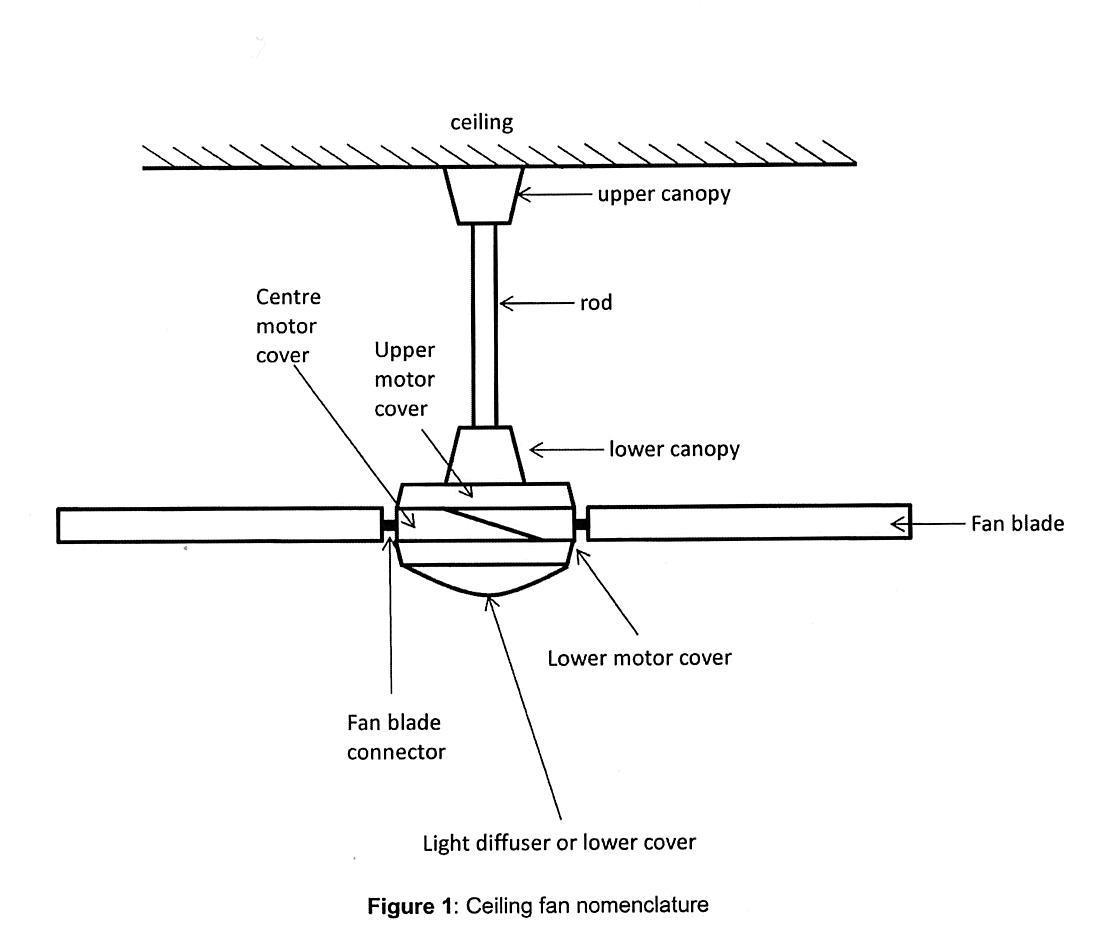 ceiling
upper canopy
rod
Centre
motor
cover
Upper
motor
cover
lower canopy
Fan blade
Lower motor cover
Fan blade
connector
Light diffuser or lower cover
Figure 1: Ceiling fan nomenclature